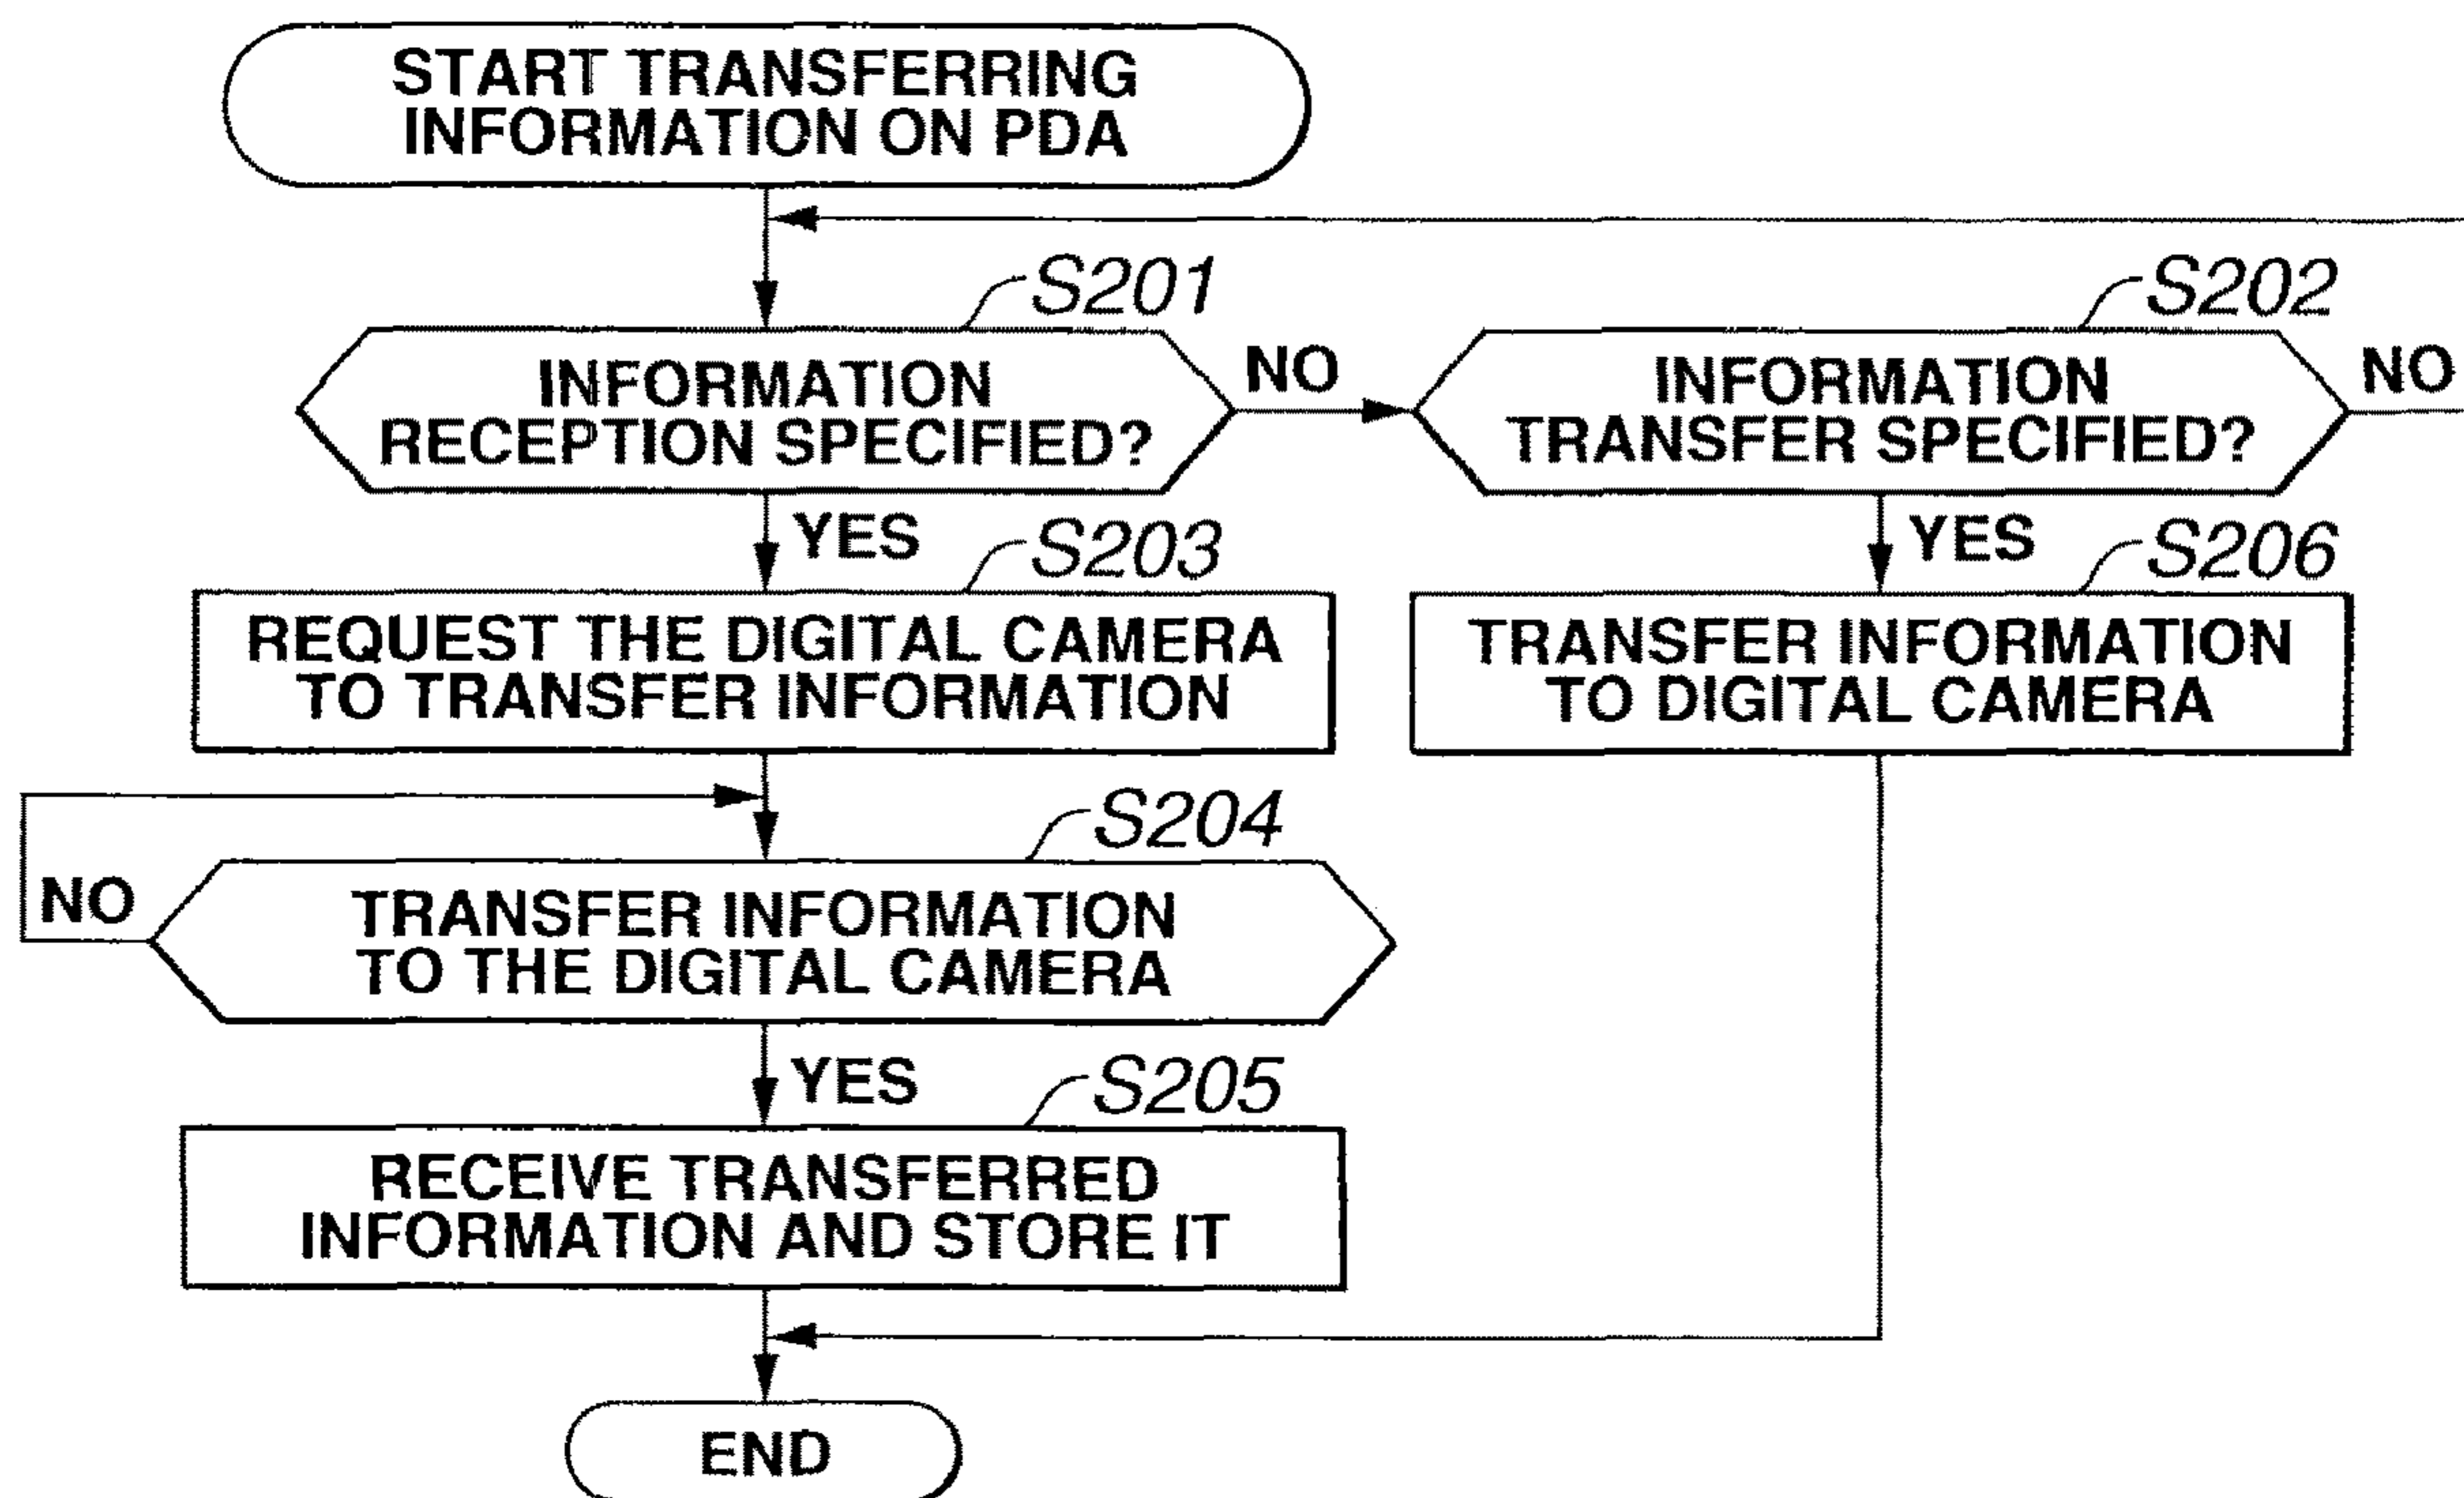 START TRANSFERRING
INFORMATION ON PDA
S201
INFORMATION
RECEPTION SPECIFIED?
NO
S202
INFORMATION
TRANSFER SPECIFIED?
NO
YES
S203
REQUEST THE DIGITAL CAMERA
TO TRANSFER INFORMATION
YES
S206
TRANSFER INFORMATION
TO DIGITAL CAMERA
S204
NO
TRANSFER INFORMATION
TO THE DIGITAL CAMERA
YES
S205
RECEIVE TRANSFERRED
INFORMATION AND STORE IT
END